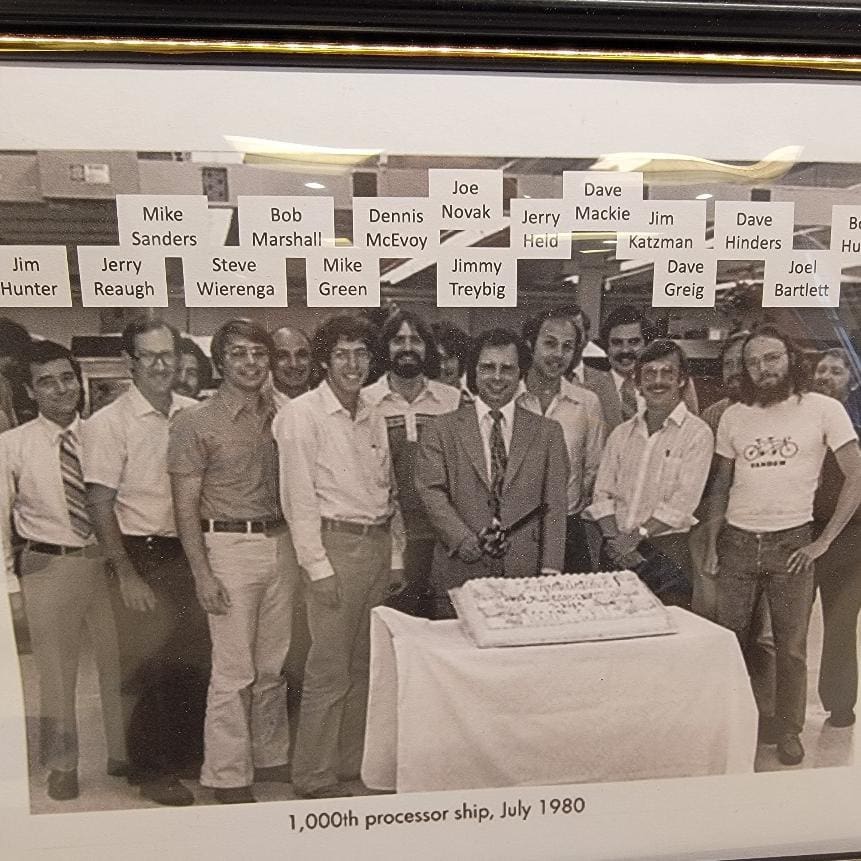 Joe
Novak
Dave
Mackie
Mike
Sanders
Bob
Marshall
Dennis
McEvoy
Jerry
Held
Jim
Katzman
Dave
Hinders
Jim
Hunter
Jerry
Reaugh
Steve
Wierenga
Mike
Green
Jimmy
Treybig
Dave
Greig
Joel
Bartlett
TANDEM
1,000th processor ship, July 1980